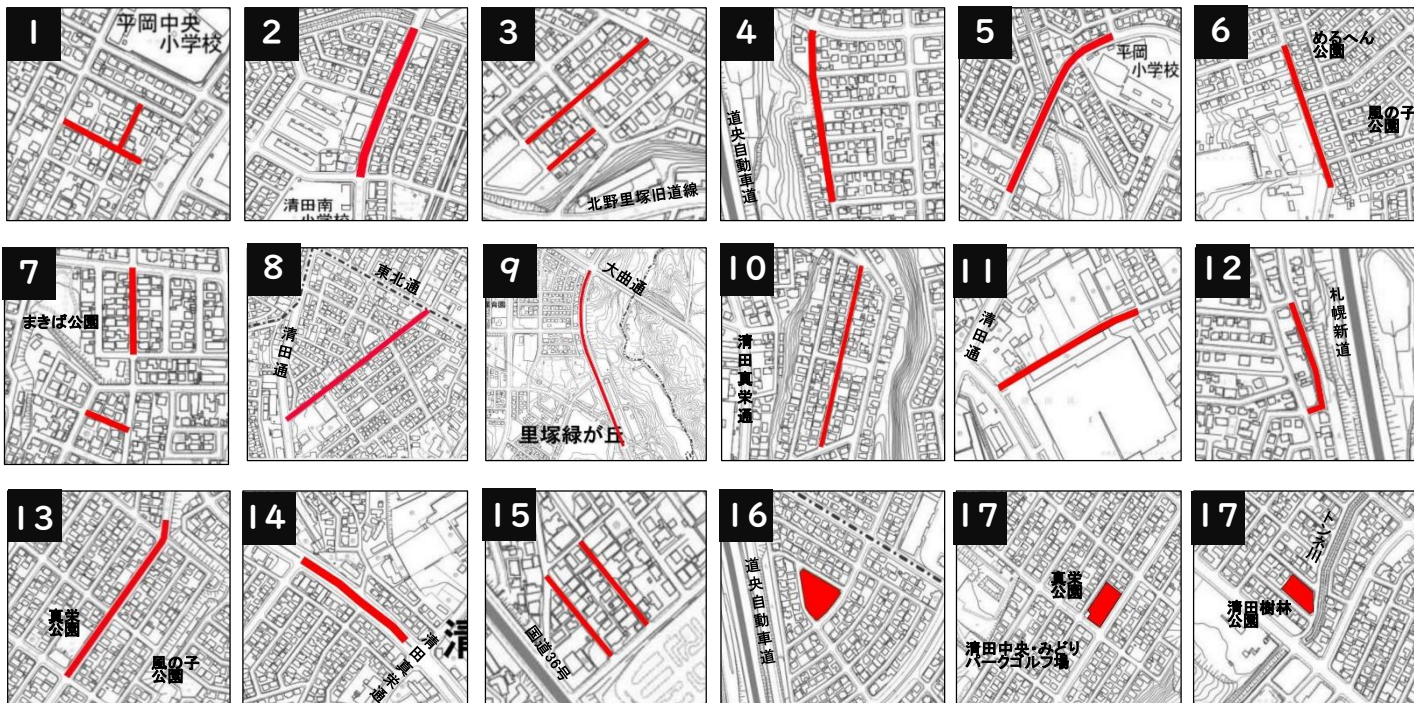 1
平岡中央
小学校
2
清田南
小学校
3
北野里塚旧道線
4
道央自動車道
5
平岡
小学校
6
めるへん
公園
風の子
公園
7
まきば公園
8
東北通
清田通
9
大曲通
里塚緑が丘
10
清田真栄通
11
清田通
12
札幌新道
13
真栄
公園
風の子
公園
14
清田真栄通
清
15
国道36号
16
道央自動車道
17
真栄
公園
清田中央・みどり
パークゴルフ場
17
トンネ川
清田樹林
公園